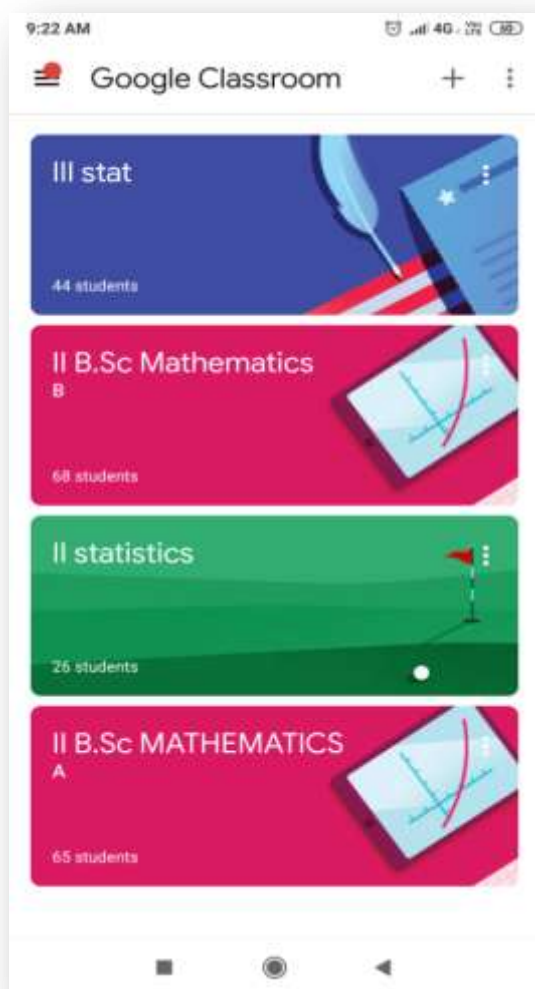 9:22 AM 4G
Google Classroom
III stat
44 students
II B.Sc Mathematics
B
68 students
II statistics
26 students
II B.Sc MATHEMATICS
A
65 students